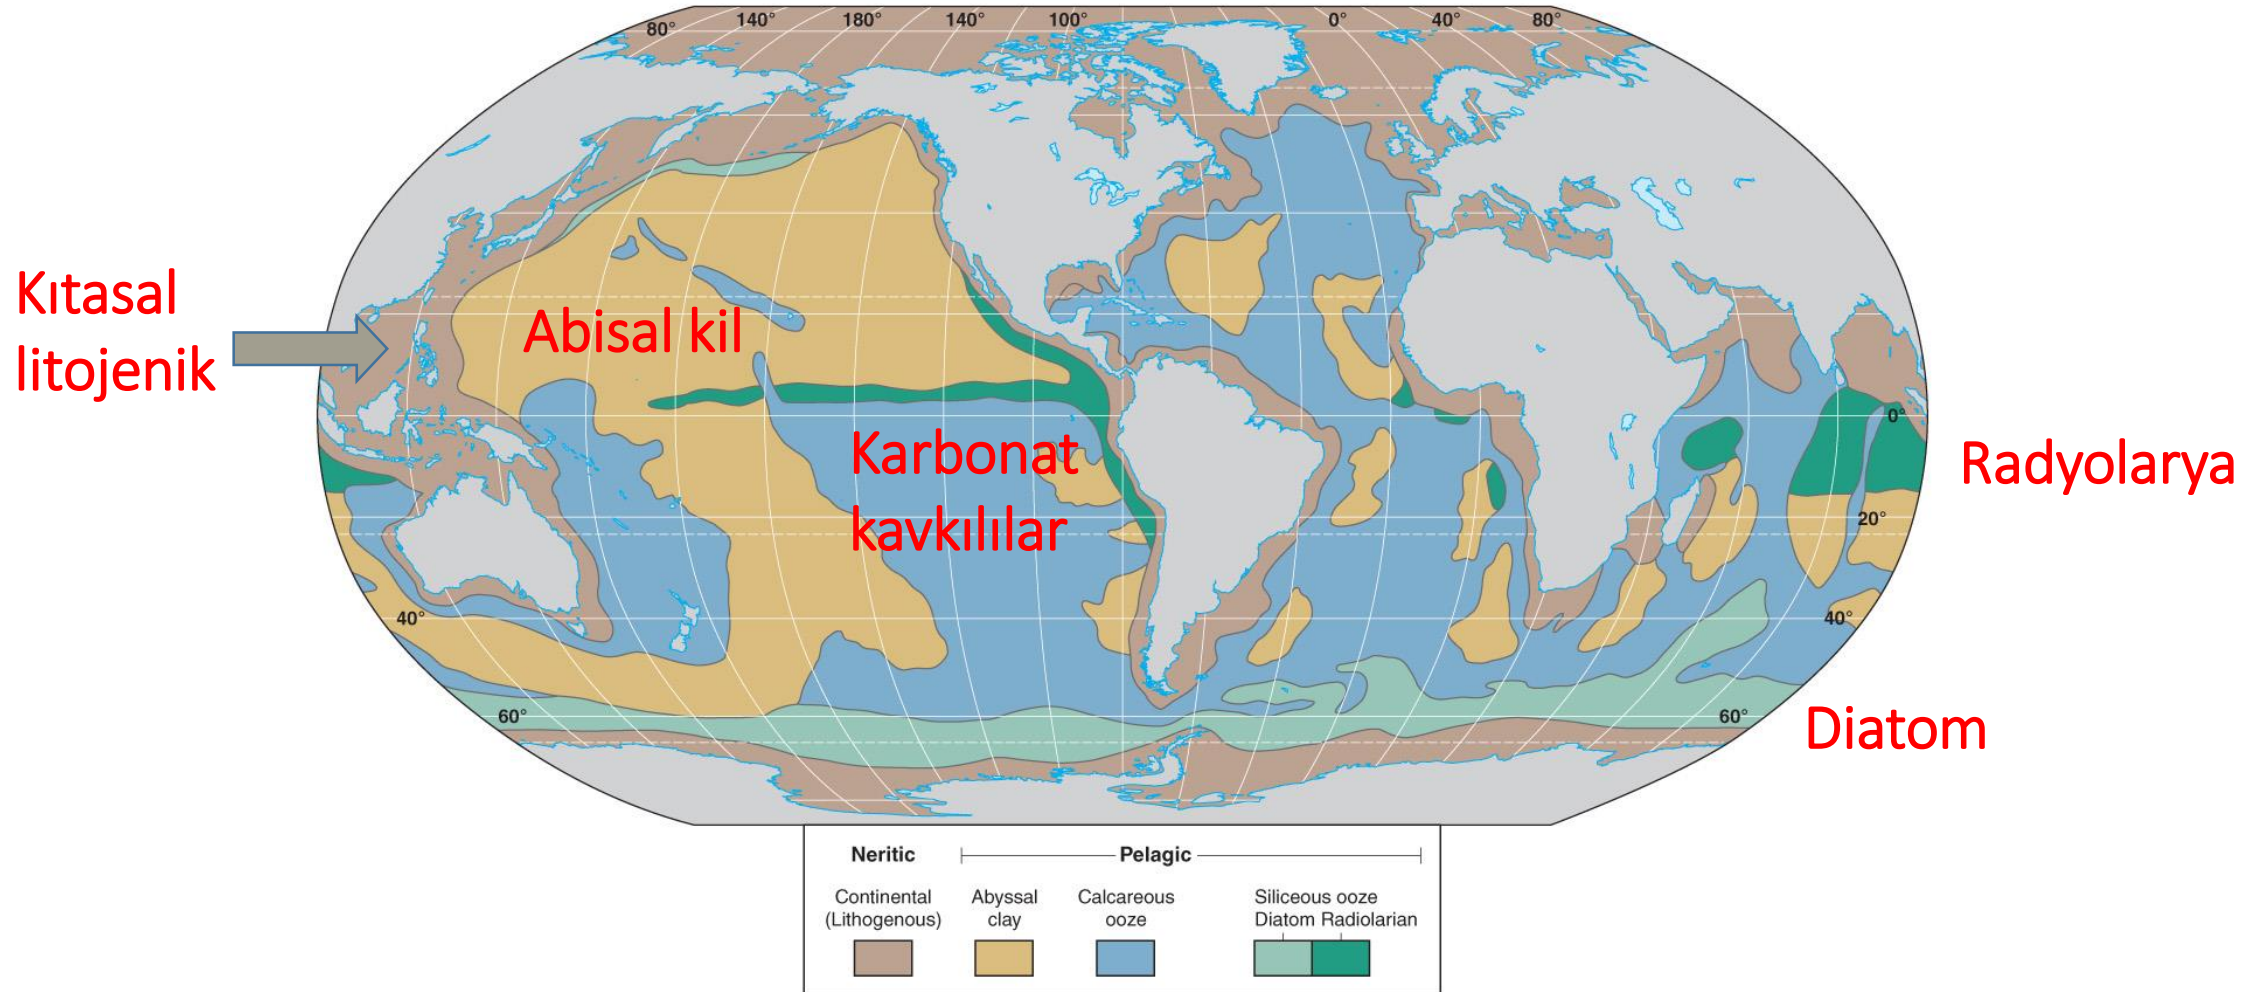 80° 140° 180° 140° 100° 0° 40° 80°
Kıtasal
litojenik
Abisal kil
Karbonat
kavkılılar
Radyolarya
0°
20°
40° 40°
60° 60°
Diatom
Neritic Pelagic
Continental
(Lithogenous)
Abyssal
clay
Calcareous
ooze
Siliceous ooze
Diatom Radiolarian